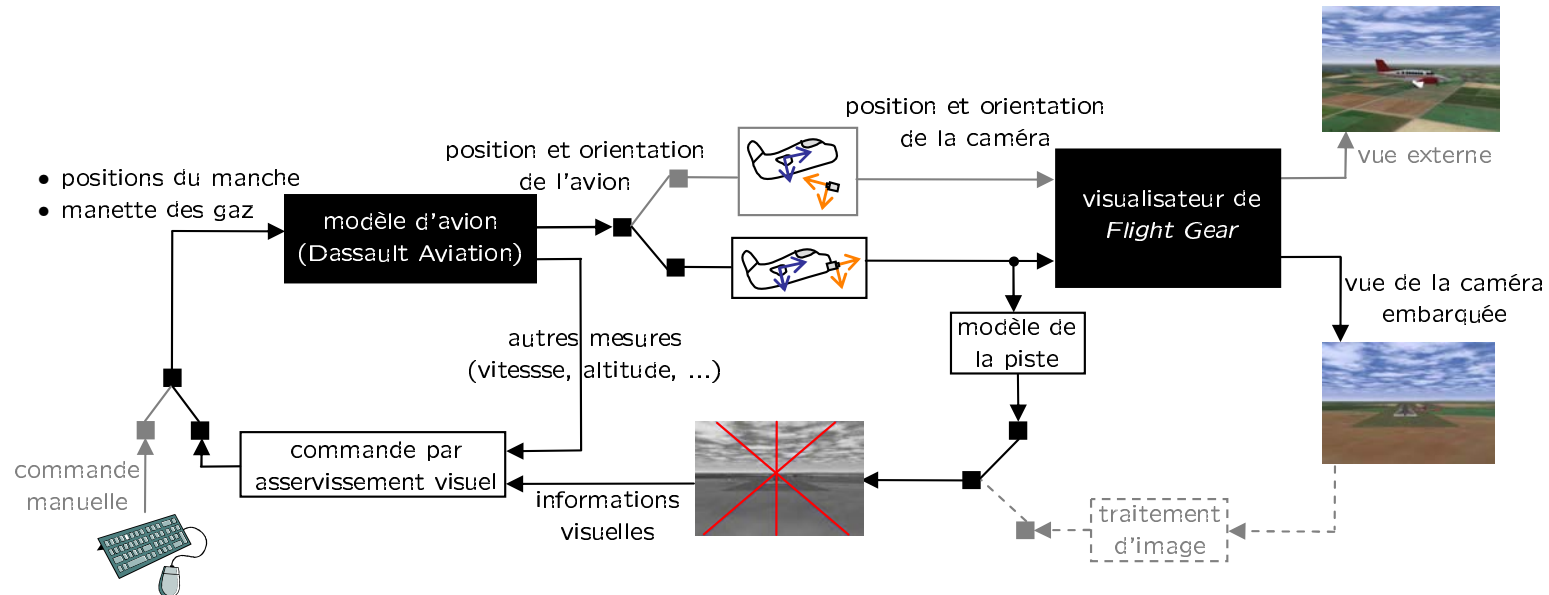 • positions du manche
• manette des gaz
modèle d'avion
(Dassault Aviation)
position et orientation
de l'avion
position et orientation
de la caméra
visualisateur de
Flight Gear
vue externe
vue de la caméra
embarquée
autres mesures
(vitessse, altitude, ...)
modèle de
la piste
commande
manuelle
commande par
asservissement visuel
informations
visuelles
traitement
d'image